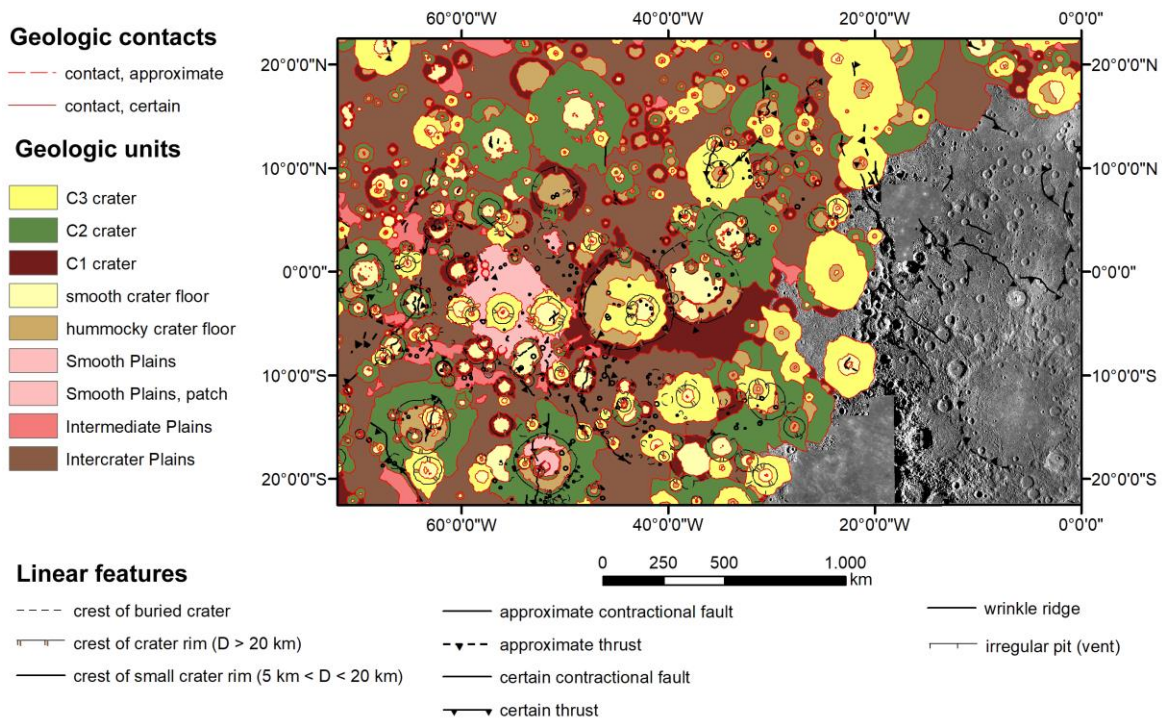 60°0'0"W 40°0'0"W 20°0'0"W 0°0'0"
Geologic contacts
contact, approximate
contact, certain
Geologic units
C3 crater
C2 crater
C1 crater
smooth crater floor
hummocky crater floor
Smooth Plains
Smooth Plains, patch
Intermediate Plains
Intercrater Plains
20°0'0"N 20°0'0"N
10°0'0"N 10°0'0"N
0°0'0" 0°0'0"
10°0'0"S 10°0'0"S
20°0'0"S 20°0'0"S
60°0'0"W 40°0'0"W 20°0'0"W 0°0'0"
0 250 500 1.000
km
Linear features
crest of buried crater
crest of crater rim (D > 20 km)
crest of small crater rim (5 km < D < 20 km)
approximate contractional fault
approximate thrust
certain contractional fault
certain thrust
wrinkle ridge
irregular pit (vent)